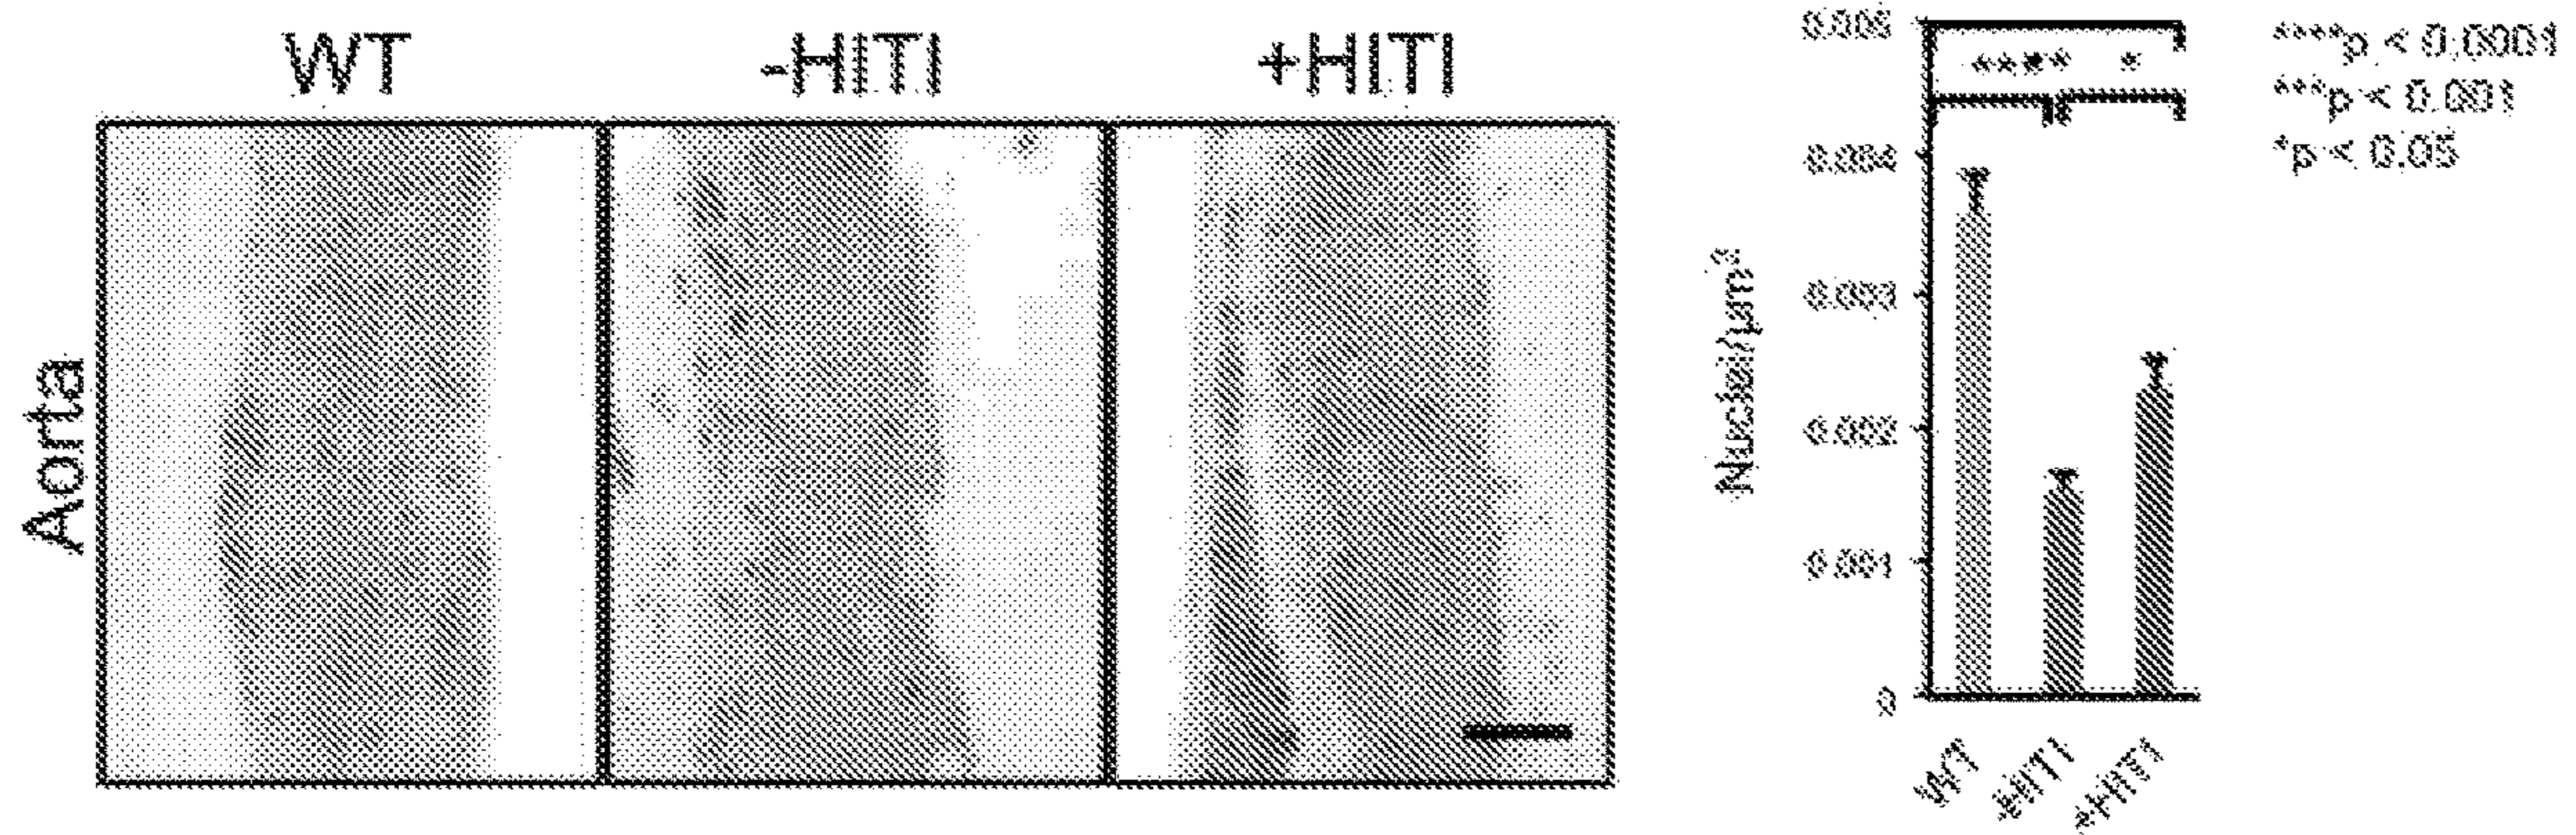 WT
-HITI
+HITI
Aorta
Nuclei/μm²
0.005
0.004
0.003
0.002
0.001
0
**** *
WT
-HITI
+HITI
****p < 0.0001
***p < 0.001
*p < 0.05